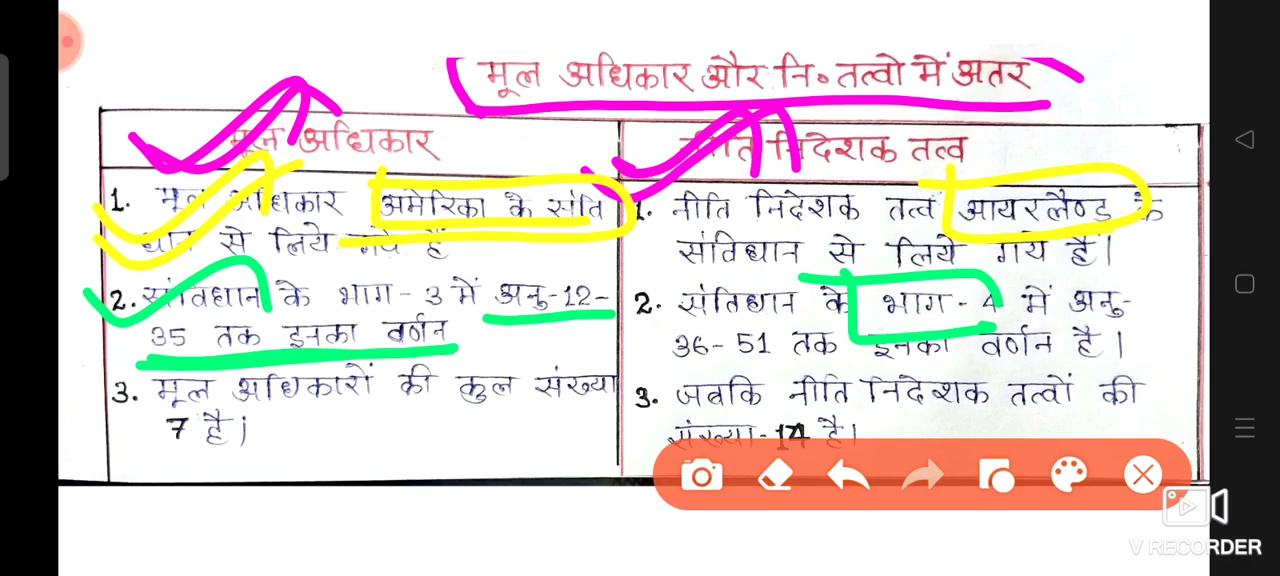 मूल अधिकार और नि॰ तत्वो में अंतर
मूल अधिकार
नीति निदेशक तत्व
1. मूल अधिकार अमेरिका के संवि
धान से लिये गये हैं
2. संविधान के भाग-3 में अनु-12-
35 तक इनका वर्णन
3. मूल अधिकारों की कुल संख्या
7 है।
1. नीति निदेशक तत्व आयरलैण्ड के
संविधान से लिये गये है।
2. संविधान के भाग-4 में अनु-
36-51 तक इनका वर्णन है।
3. जबकि नीति निदेशक तत्वों की
संख्या-14 है।
V RECORDER